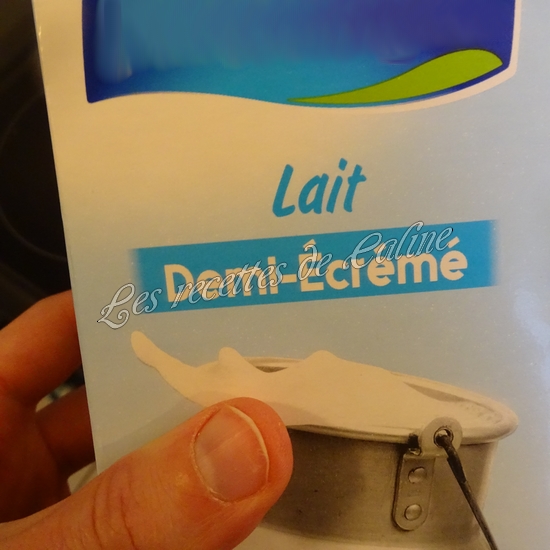 Lait
Demi-Écrémé
Les recettes de Caline